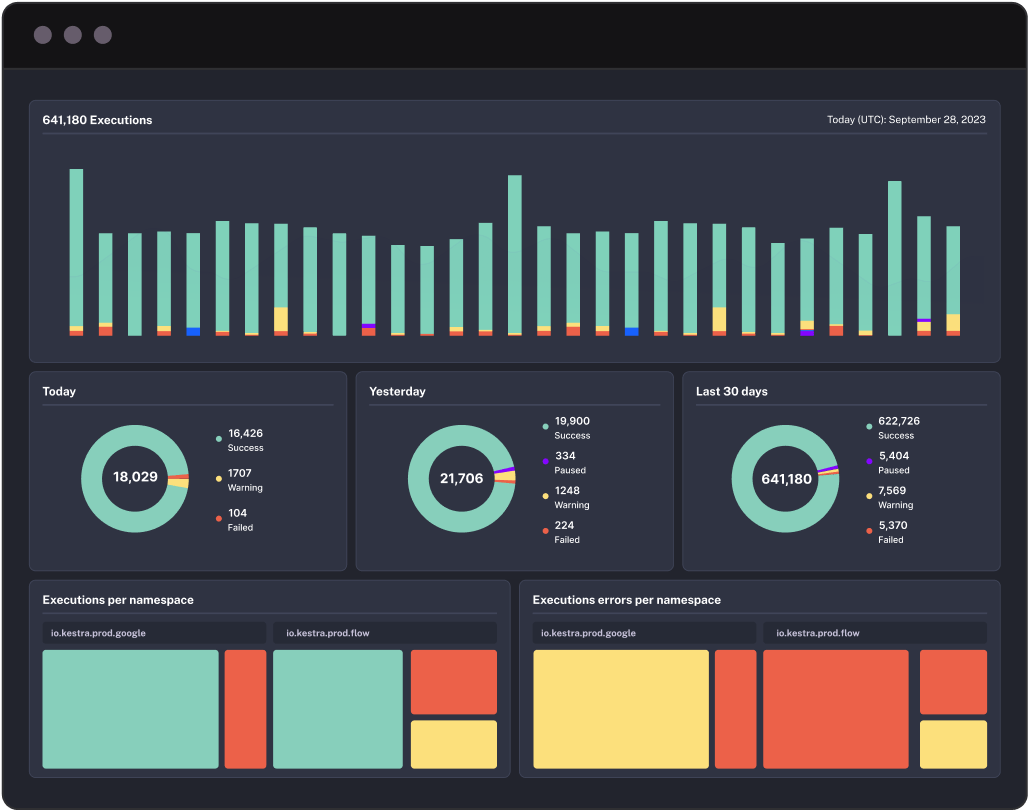 641,180 Executions
Today (UTC): September 28, 2023
Today
18,029
16,426
Success
1707
Warning
104
Failed
Yesterday
21,706
19,900
Success
334
Paused
1248
Warning
224
Failed
Last 30 days
641,180
622,726
Success
5,404
Paused
7,569
Warning
5,370
Failed
Executions per namespace
io.kestra.prod.google
io.kestra.prod.flow
Executions errors per namespace
io.kestra.prod.google
io.kestra.prod.flow